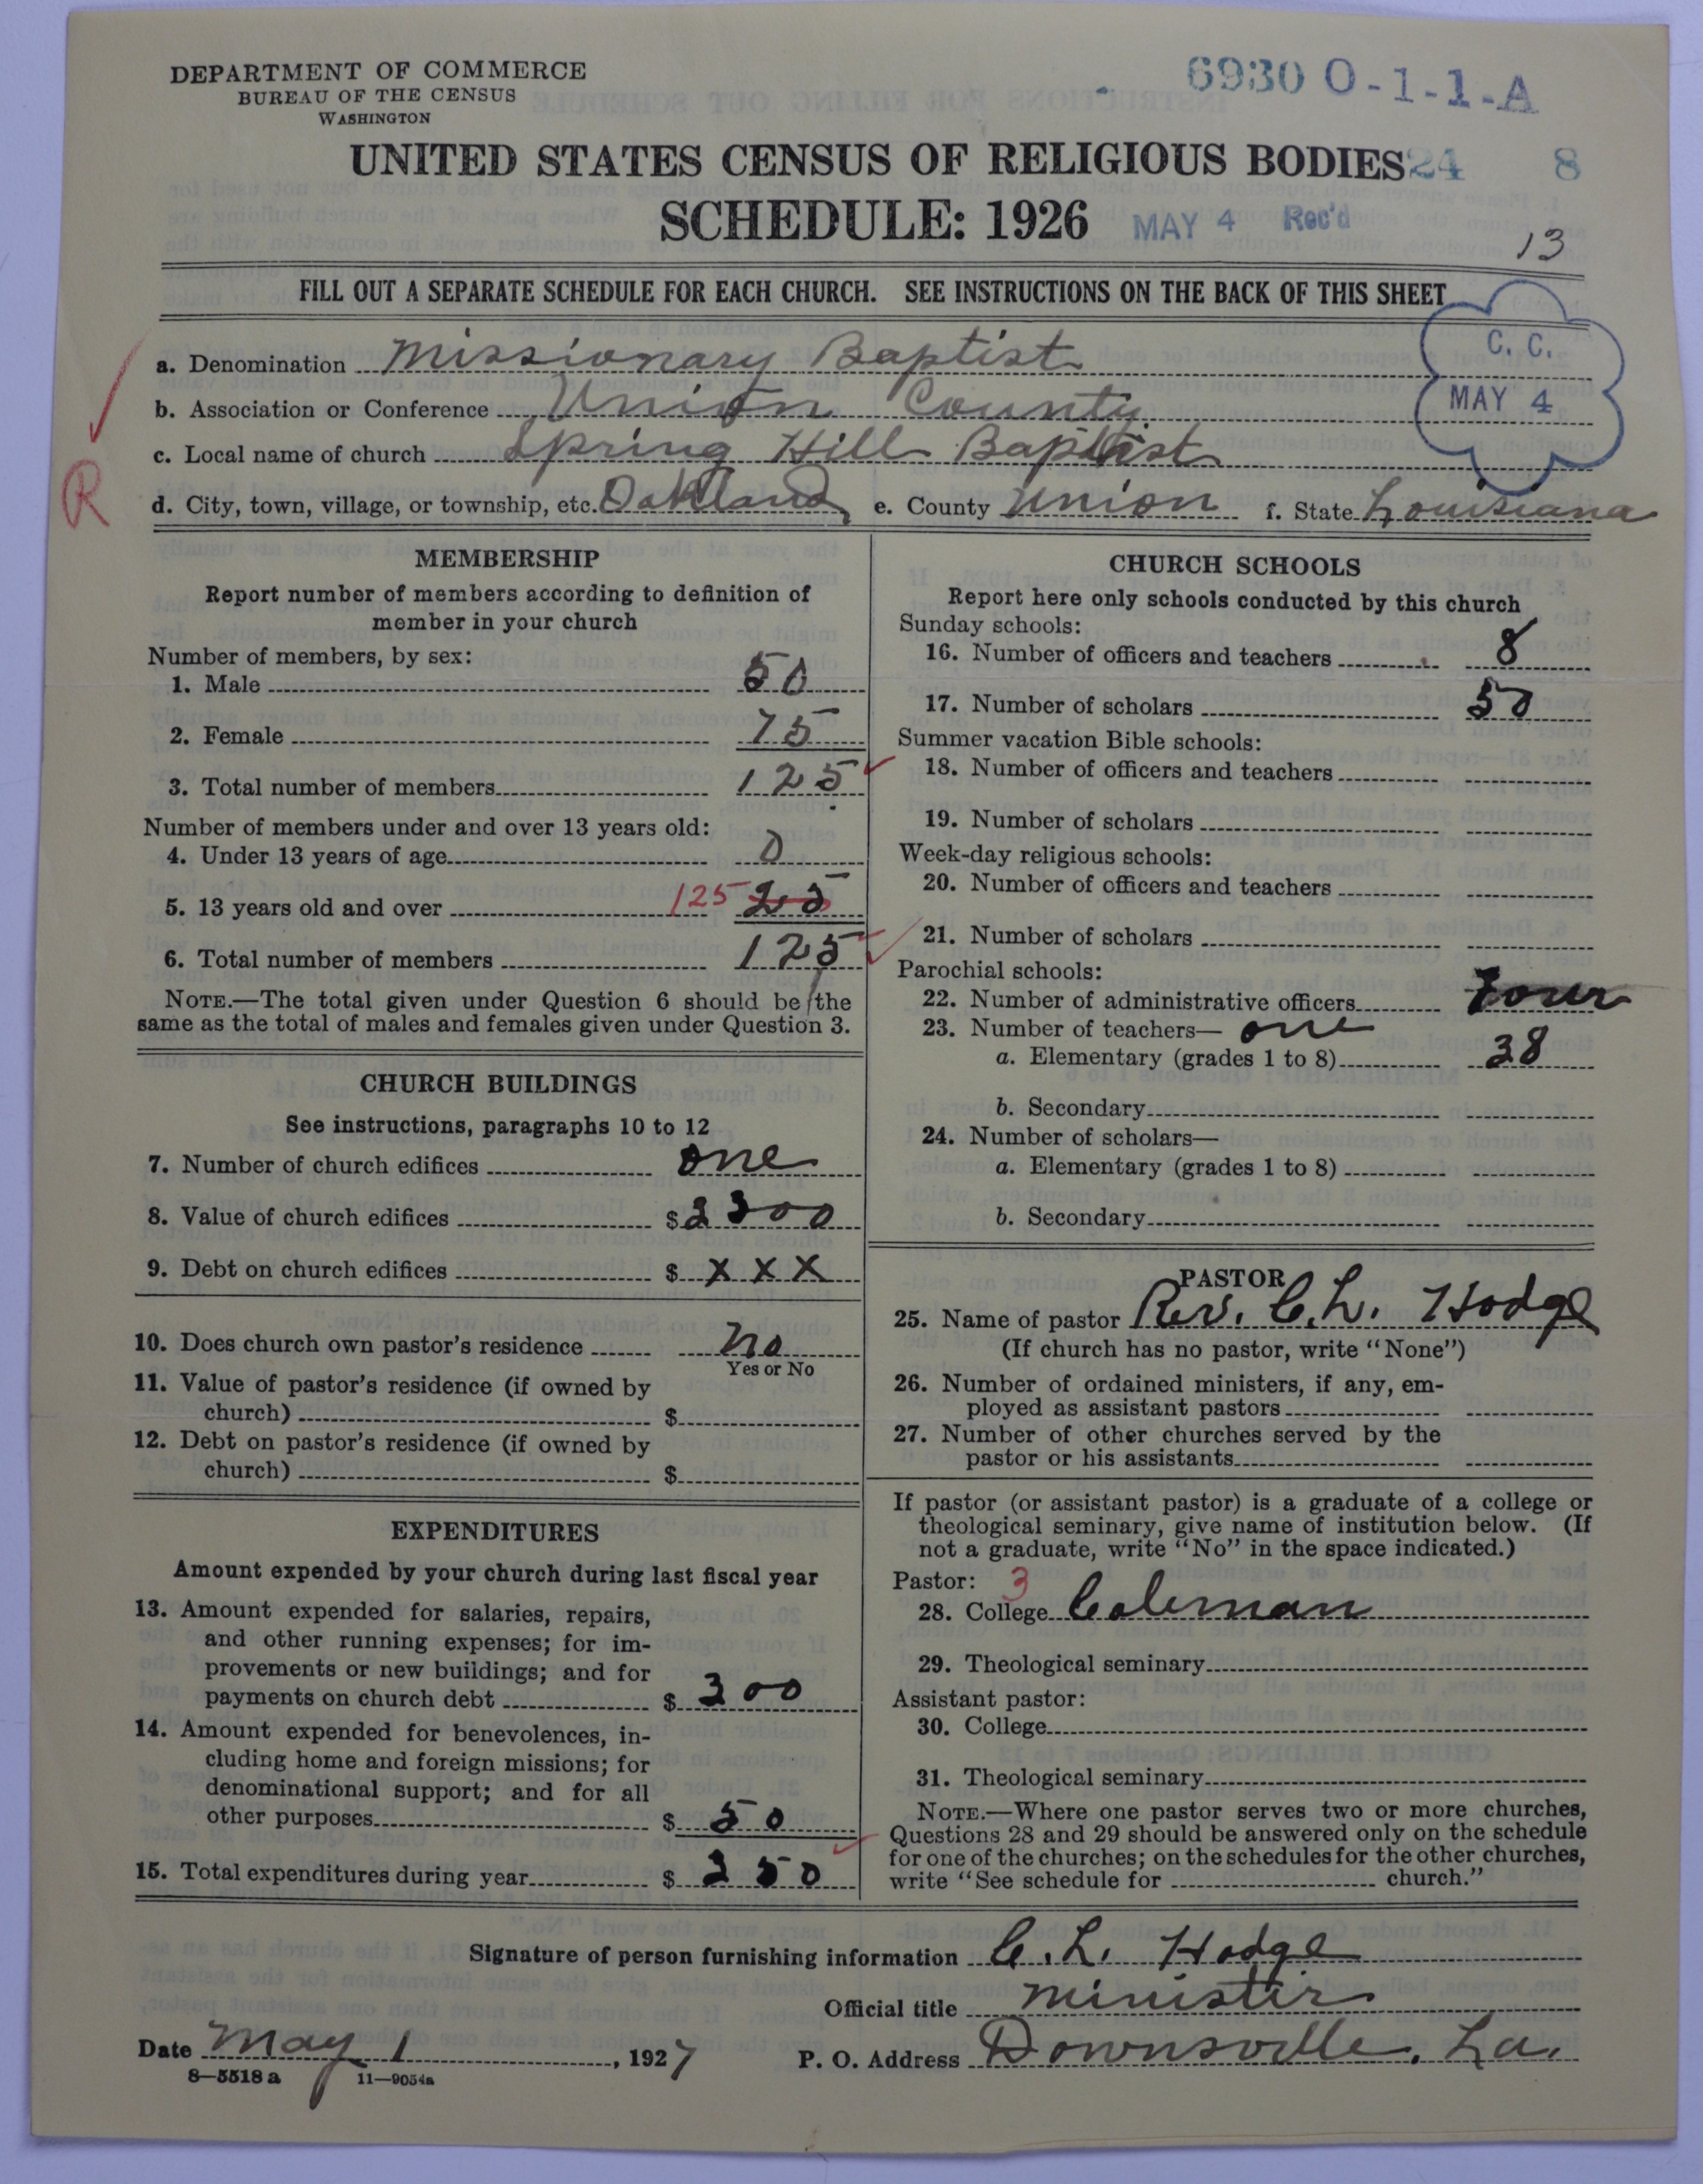 DEPARTMENT OF COMMERCE
BUREAU OF THE CENSUS
WASHINGTON
6930 O-1-1-A
UNITED STATES CENSUS OF RELIGIOUS BODIES 24 8
SCHEDULE: 1926 MAY 4 Rec'd
13
FILL OUT A SEPARATE SCHEDULE FOR EACH CHURCH. SEE INSTRUCTIONS ON THE BACK OF THIS SHEET
C. C.
MAY 4
a. Denomination Missionary Baptist
b. Association or Conference Union County
c. Local name of church Spring Hill Baptist
R
d. City, town, village, or township, etc. Oakland e. County Union f. State Louisiana
MEMBERSHIP
Report number of members according to definition of
member in your church
Number of members, by sex:
1. Male 50
2. Female 75
3. Total number of members 125
Number of members under and over 13 years old:
4. Under 13 years of age 0
5. 13 years old and over 125 25
6. Total number of members 125
NOTE.—The total given under Question 6 should be the
same as the total of males and females given under Question 3.
CHURCH BUILDINGS
See instructions, paragraphs 10 to 12
7. Number of church edifices one
8. Value of church edifices $ 2300
9. Debt on church edifices $ X X X
10. Does church own pastor's residence no
Yes or No
11. Value of pastor's residence (if owned by
church) $
12. Debt on pastor's residence (if owned by
church) $
EXPENDITURES
Amount expended by your church during last fiscal year
13. Amount expended for salaries, repairs,
and other running expenses; for im-
provements or new buildings; and for
payments on church debt $ 300
14. Amount expended for benevolences, in-
cluding home and foreign missions; for
denominational support; and for all
other purposes $ 50
15. Total expenditures during year $ 350
CHURCH SCHOOLS
Report here only schools conducted by this church
Sunday schools:
16. Number of officers and teachers 8
17. Number of scholars 50
Summer vacation Bible schools:
18. Number of officers and teachers
19. Number of scholars
Week-day religious schools:
20. Number of officers and teachers
21. Number of scholars
Parochial schools:
22. Number of administrative officers Four
23. Number of teachers— one
a. Elementary (grades 1 to 8) 38
b. Secondary
24. Number of scholars—
a. Elementary (grades 1 to 8)
b. Secondary
PASTOR
25. Name of pastor Rev. C. L. Hodge
(If church has no pastor, write "None")
26. Number of ordained ministers, if any, em-
ployed as assistant pastors
27. Number of other churches served by the
pastor or his assistants
If pastor (or assistant pastor) is a graduate of a college or
theological seminary, give name of institution below. (If
not a graduate, write "No" in the space indicated.)
Pastor: 3
28. College Coleman
29. Theological seminary
Assistant pastor:
30. College
31. Theological seminary
NOTE.—Where one pastor serves two or more churches,
Questions 28 and 29 should be answered only on the schedule
for one of the churches; on the schedules for the other churches,
write "See schedule for church."
Signature of person furnishing information C. L. Hodge
Official title minister
Date May 1, 1927 P. O. Address Downsville, La.
8—5518 a 11—9054a